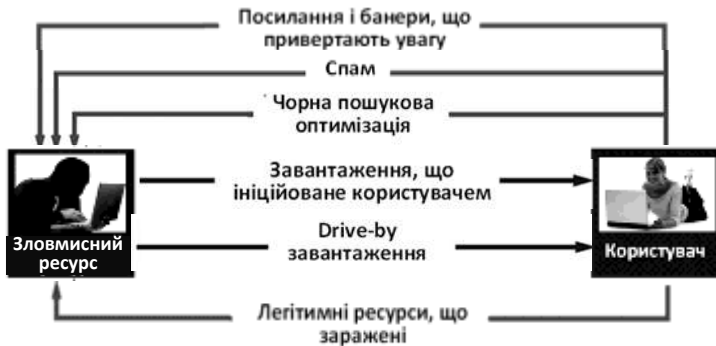 Посилання і банери, що
привертають увагу
Спам
Чорна пошукова
оптимізація
Завантаження, що
ініційоване користувачем
Drive-by
завантаження
Зловмисний
ресурс
Користувач
Легітимні ресурси, що
заражені